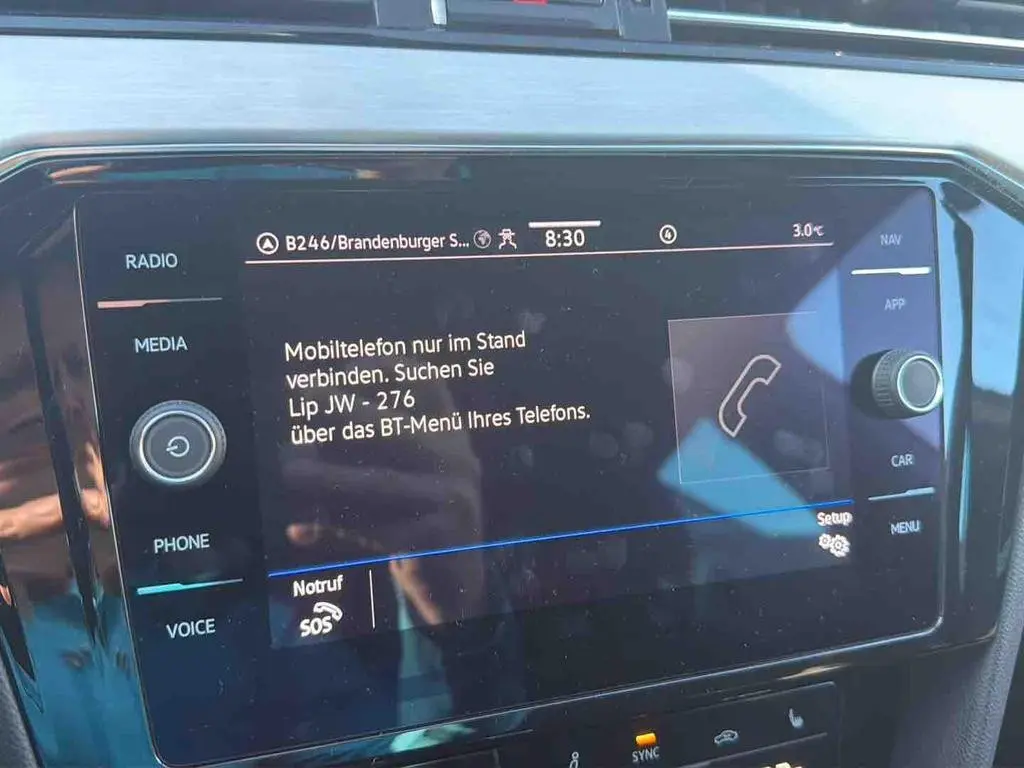 B246/Brandenburger S... 8:30 4 3.0°C
NAV
RADIO
APP
MEDIA
Mobiltelefon nur im Stand
verbinden. Suchen Sie
Lip JW - 276
über das BT-Menü Ihres Telefons.
CAR
MENU
Setup
PHONE
Notruf
SOS
VOICE
SYNC